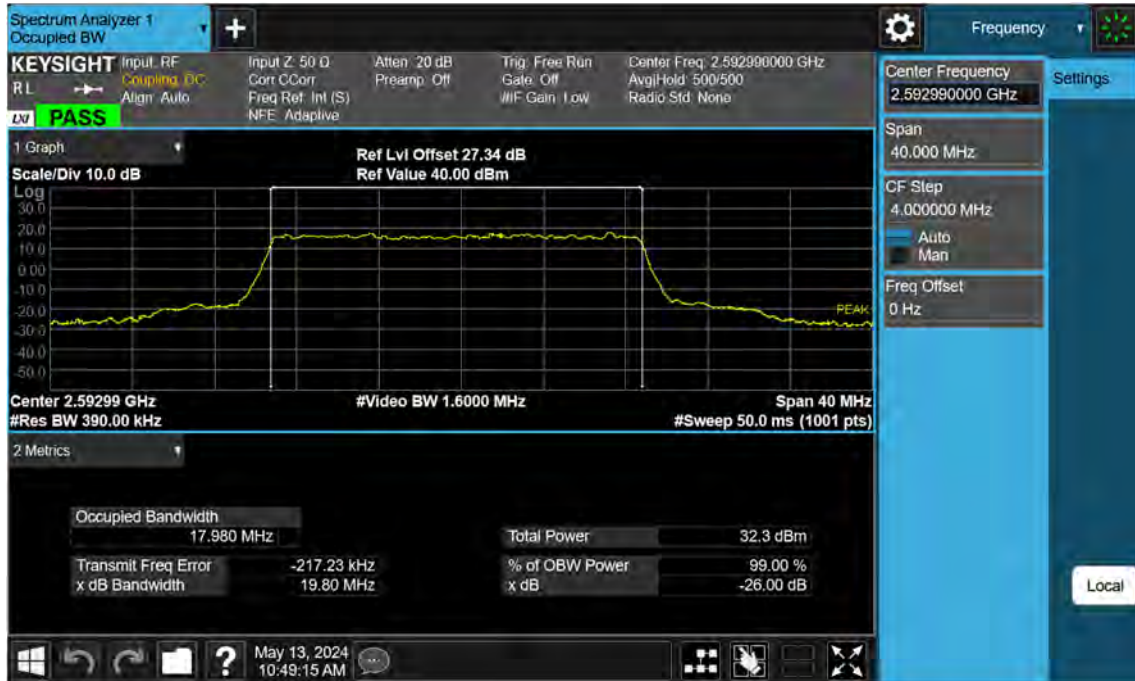 Spectrum Analyzer 1
Occupied BW
Frequency
KEYSIGHT
RL
LXI
PASS
Input: RF
Coupling: DC
Align: Auto
Input Z: 50 Ω
Corr CCorr
Freq Ref: Int (S)
NFE: Adaptive
Atten: 20 dB
Preamp: Off
Trig: Free Run
Gate: Off
#IF Gain: Low
Center Freq: 2.592990000 GHz
Avg|Hold: 500/500
Radio Std: None
Center Frequency
2.592990000 GHz
Settings
Span
40.000 MHz
CF Step
4.000000 MHz
Auto
Man
Freq Offset
0 Hz
1 Graph
Scale/Div 10.0 dB
Ref Lvl Offset 27.34 dB
Ref Value 40.00 dBm
Log
30.0
20.0
10.0
0.00
-10.0
-20.0
-30.0
-40.0
-50.0
PEAK
Center 2.59299 GHz
#Video BW 1.6000 MHz
Span 40 MHz
#Res BW 390.00 kHz
#Sweep 50.0 ms (1001 pts)
2 Metrics
Occupied Bandwidth
17.980 MHz
Total Power 32.3 dBm
Transmit Freq Error -217.23 kHz
% of OBW Power 99.00 %
x dB Bandwidth 19.80 MHz
x dB -26.00 dB
Local
?
May 13, 2024
10:49:15 AM